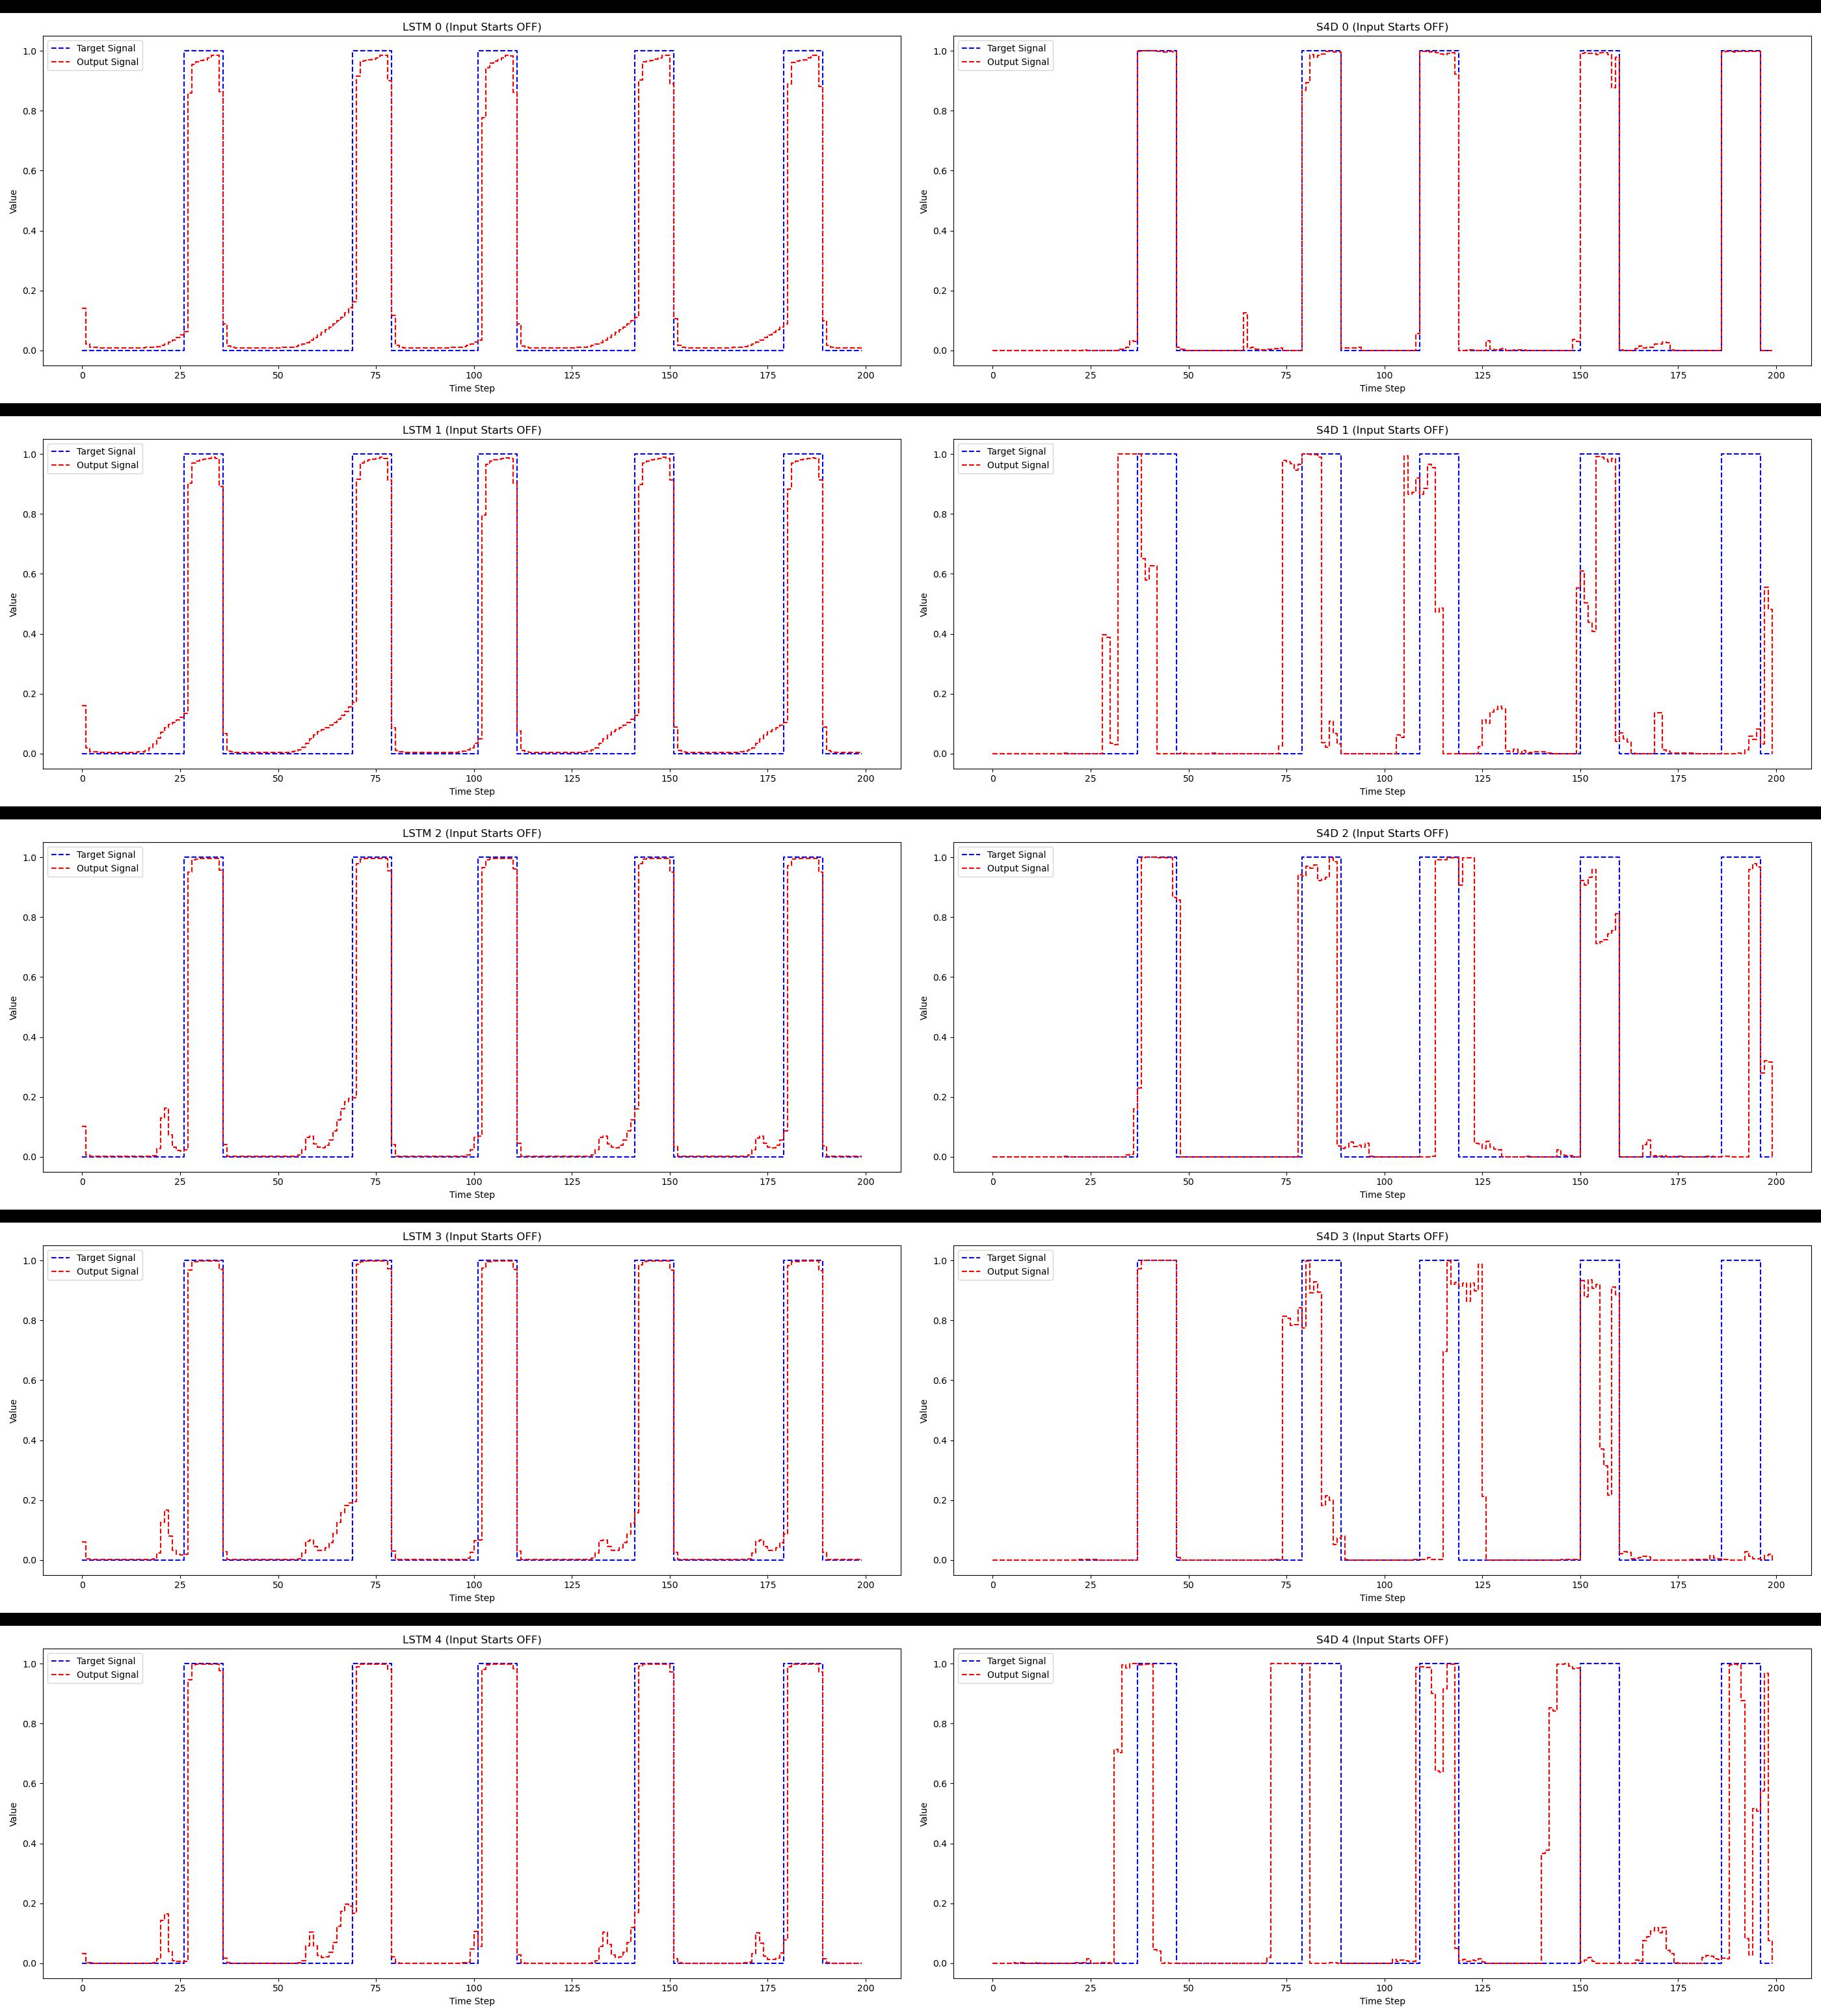 LSTM 0 (Input Starts OFF)
Target Signal
Output Signal
1.0
0.8
0.6
0.4
0.2
0.0
Value
0 25 50 75 100 125 150 175 200
Time Step
S4D 0 (Input Starts OFF)
Target Signal
Output Signal
1.0
0.8
0.6
0.4
0.2
0.0
Value
0 25 50 75 100 125 150 175 200
Time Step
LSTM 1 (Input Starts OFF)
Target Signal
Output Signal
1.0
0.8
0.6
0.4
0.2
0.0
Value
0 25 50 75 100 125 150 175 200
Time Step
S4D 1 (Input Starts OFF)
Target Signal
Output Signal
1.0
0.8
0.6
0.4
0.2
0.0
Value
0 25 50 75 100 125 150 175 200
Time Step
LSTM 2 (Input Starts OFF)
Target Signal
Output Signal
1.0
0.8
0.6
0.4
0.2
0.0
Value
0 25 50 75 100 125 150 175 200
Time Step
S4D 2 (Input Starts OFF)
Target Signal
Output Signal
1.0
0.8
0.6
0.4
0.2
0.0
Value
0 25 50 75 100 125 150 175 200
Time Step
LSTM 3 (Input Starts OFF)
Target Signal
Output Signal
1.0
0.8
0.6
0.4
0.2
0.0
Value
0 25 50 75 100 125 150 175 200
Time Step
S4D 3 (Input Starts OFF)
Target Signal
Output Signal
1.0
0.8
0.6
0.4
0.2
0.0
Value
0 25 50 75 100 125 150 175 200
Time Step
LSTM 4 (Input Starts OFF)
Target Signal
Output Signal
1.0
0.8
0.6
0.4
0.2
0.0
Value
0 25 50 75 100 125 150 175 200
Time Step
S4D 4 (Input Starts OFF)
Target Signal
Output Signal
1.0
0.8
0.6
0.4
0.2
0.0
Value
0 25 50 75 100 125 150 175 200
Time Step